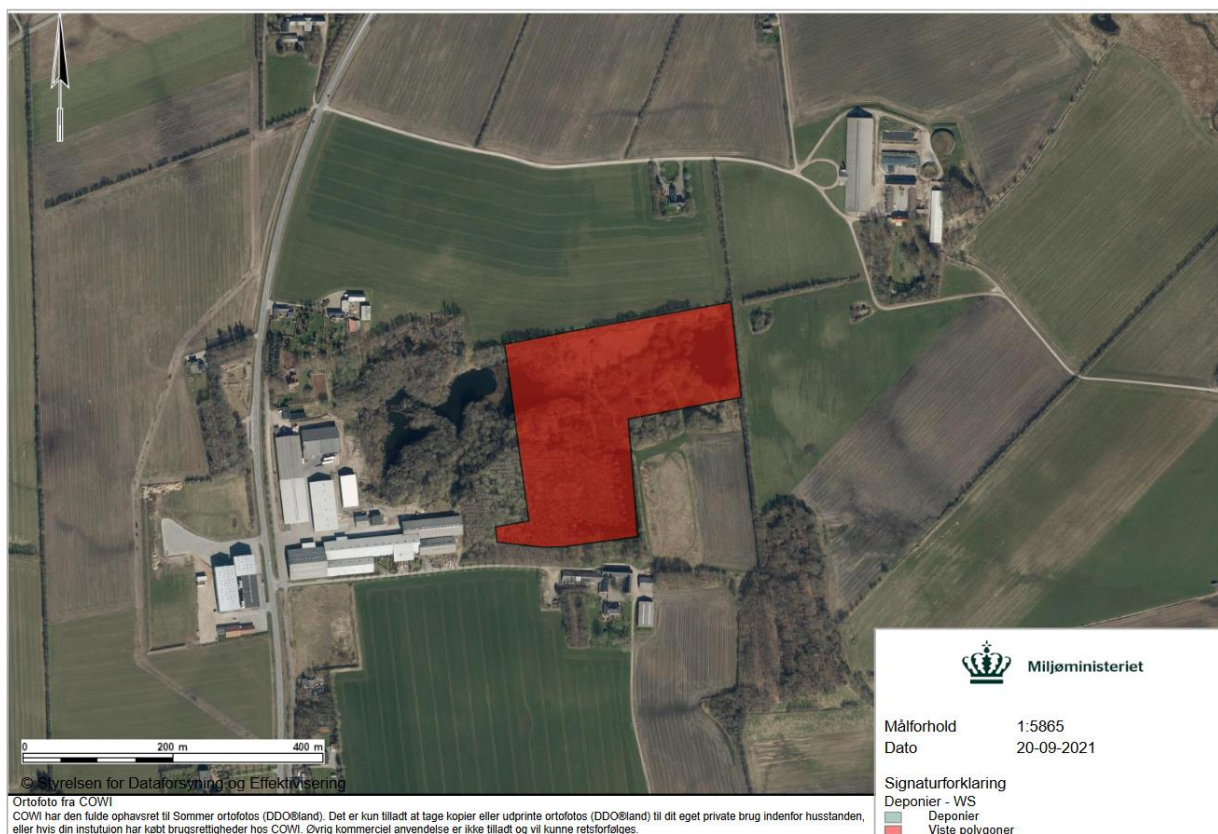 0 200 m 400 m
© Styrelsen for Dataforsyning og Effektivisering
Ortofoto fra COWI
COWI har den fulde ophavsret til Sommer ortofotos (DDO®land). Det er kun tilladt at tage kopier eller udprinte ortofotos (DDO®land) til dit eget private brug indenfor husstanden,
eller hvis din instutuion har købt brugsrettigheder hos COWI. Øvrig kommerciel anvendelse er ikke tilladt og vil kunne retsforfølges.
Miljøministeriet
Målforhold 1:5865
Dato 20-09-2021
Signaturforklaring
Deponier - WS
Deponier
Viste polygoner